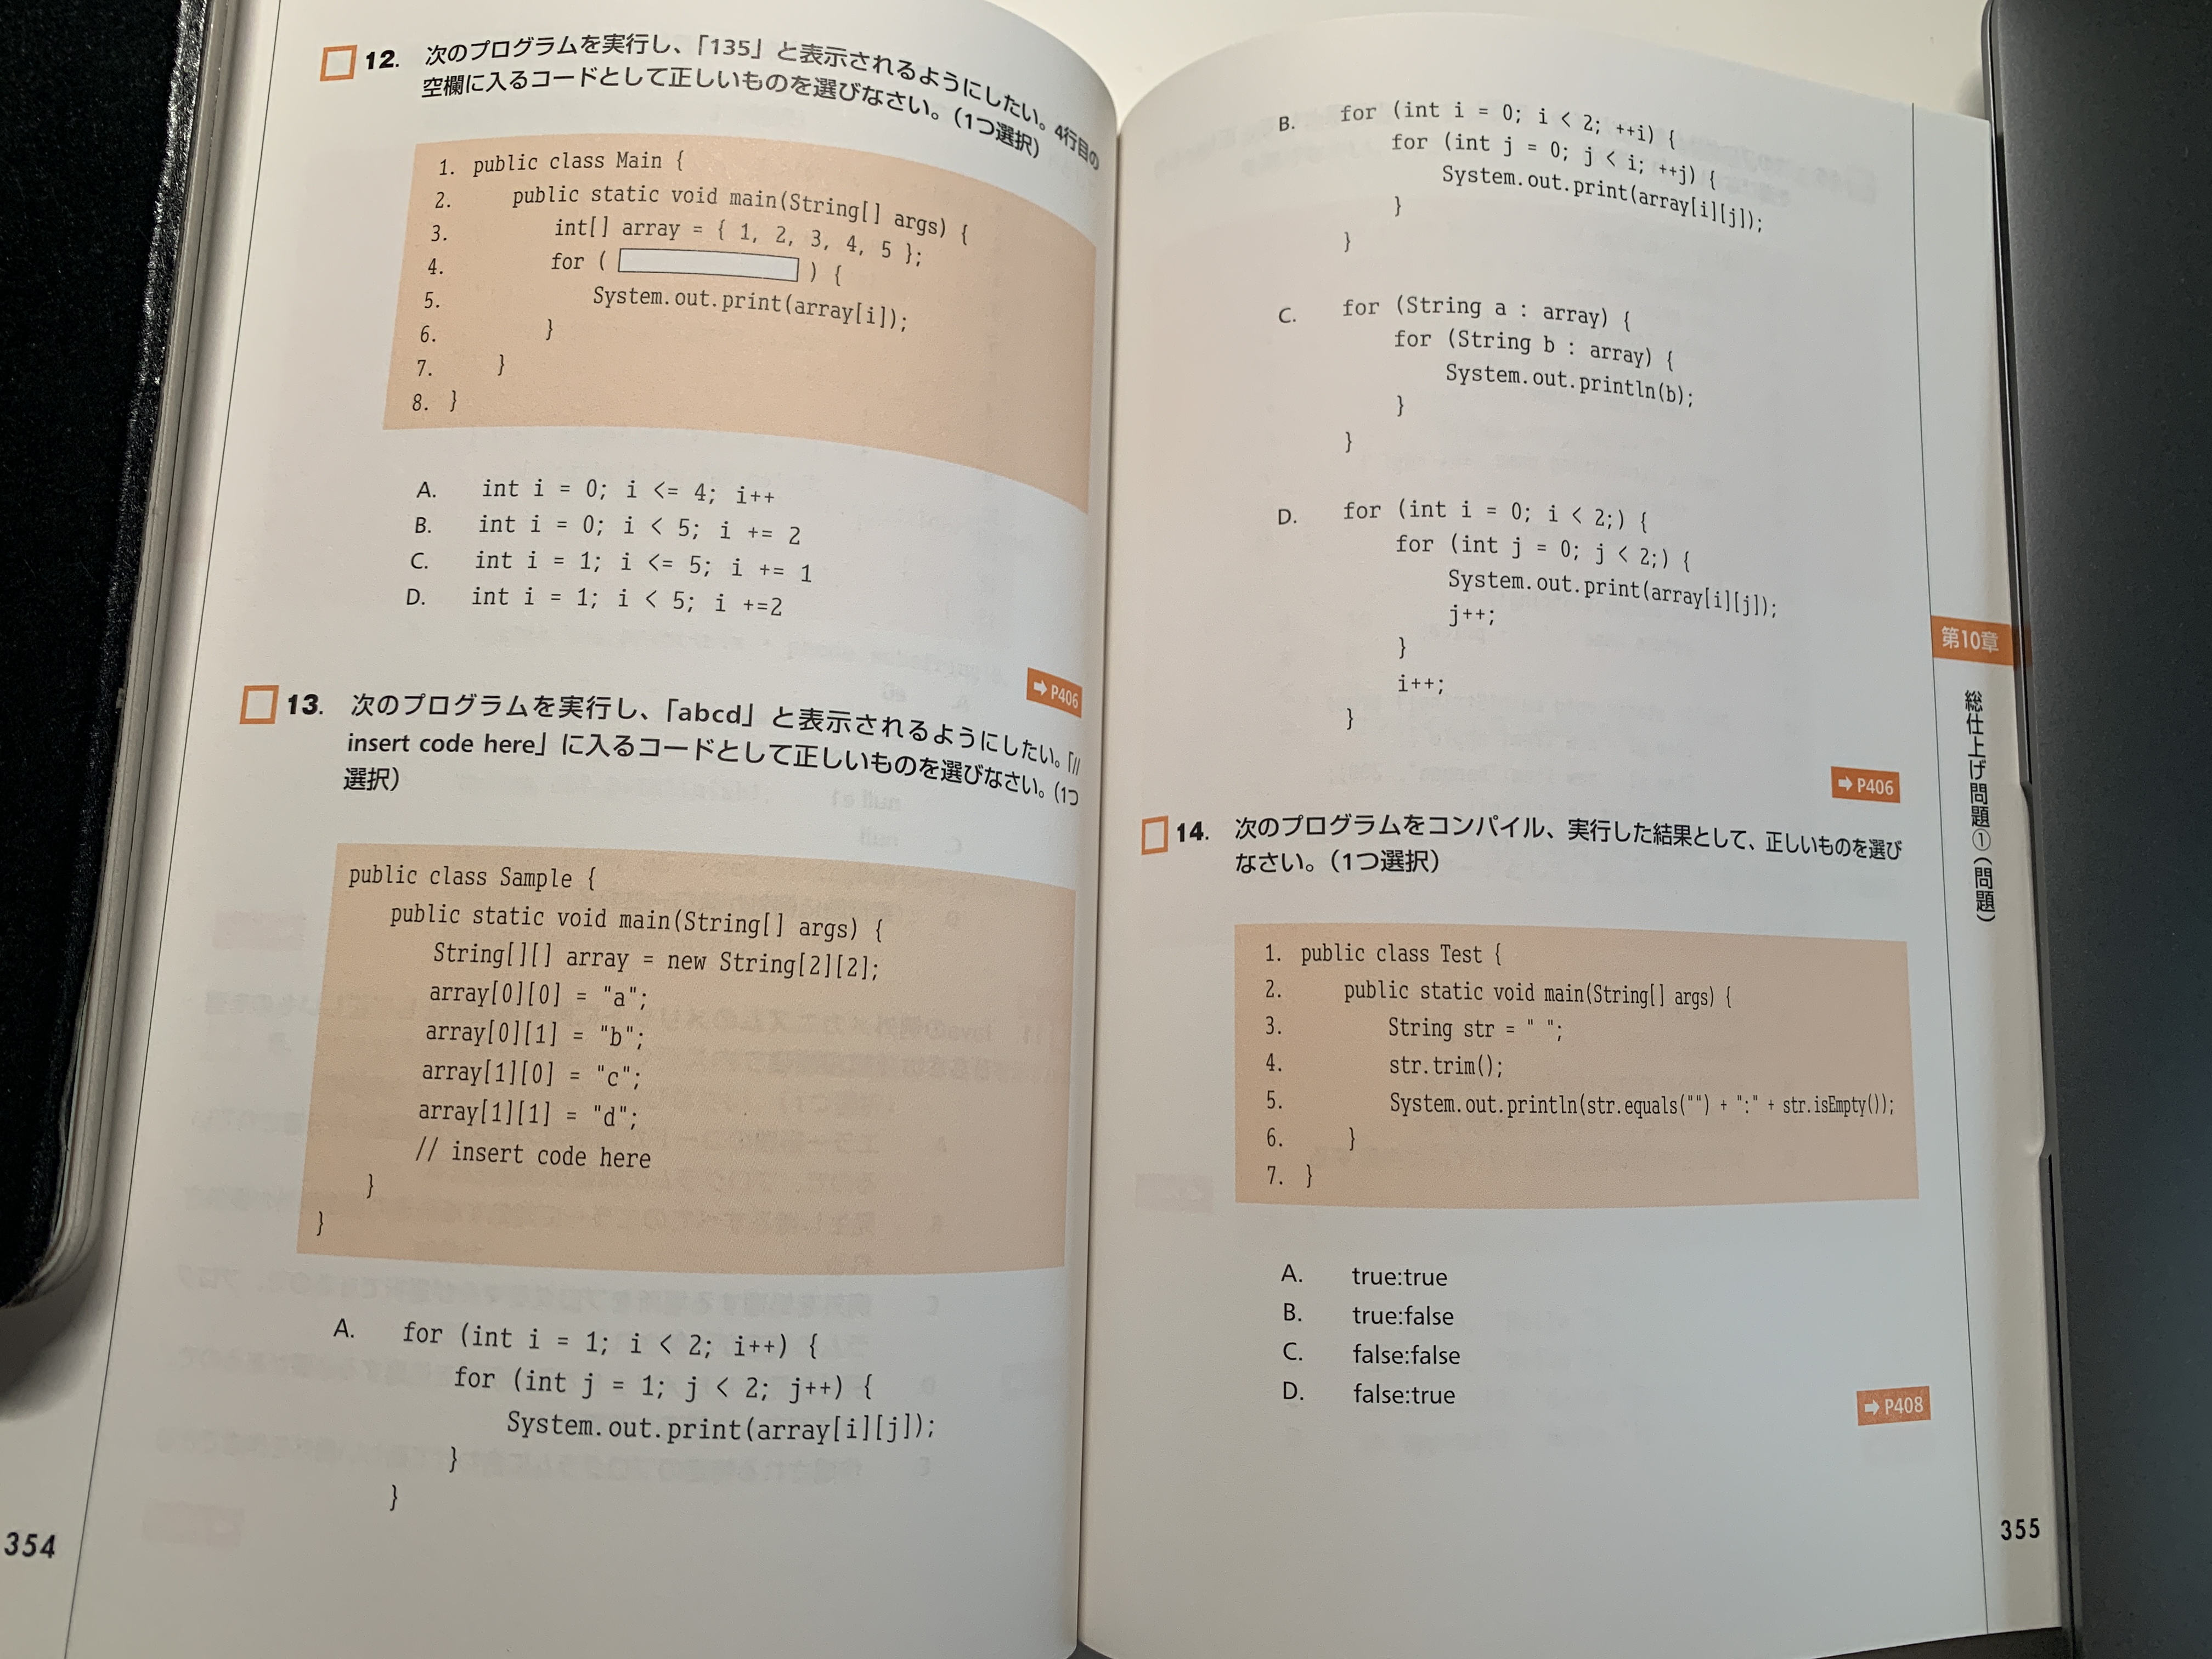 12. 次のプログラムを実行し、「135」と表示されるようにしたい。4行目の
空欄に入るコードとして正しいものを選びなさい。（1つ選択）
1. public class Main {
2. public static void main(String[] args) {
3. int[] array = { 1, 2, 3, 4, 5 };
4. for ( ) {
5. System.out.print(array[i]);
6. }
7. }
8. }
A. int i = 0; i <= 4; i++
B. int i = 0; i < 5; i += 2
C. int i = 1; i <= 5; i += 1
D. int i = 1; i < 5; i +=2
➡ P406
13. 次のプログラムを実行し、「abcd」と表示されるようにしたい。「//
insert code here」に入るコードとして正しいものを選びなさい。（1つ
選択）
public class Sample {
public static void main(String[] args) {
String[][] array = new String[2][2];
array[0][0] = "a";
array[0][1] = "b";
array[1][0] = "c";
array[1][1] = "d";
// insert code here
}
}
A. for (int i = 1; i < 2; i++) {
for (int j = 1; j < 2; j++) {
System.out.print(array[i][j]);
}
}
354
B. for (int i = 0; i < 2; ++i) {
for (int j = 0; j < i; ++j) {
System.out.print(array[i][j]);
}
}
C. for (String a : array) {
for (String b : array) {
System.out.println(b);
}
}
D. for (int i = 0; i < 2;) {
for (int j = 0; j < 2;) {
System.out.print(array[i][j]);
j++;
}
i++;
}
➡ P406
14. 次のプログラムをコンパイル、実行した結果として、正しいものを選び
なさい。（1つ選択）
1. public class Test {
2. public static void main(String[] args) {
3. String str = " ";
4. str.trim();
5. System.out.println(str.equals("") + ":" + str.isEmpty());
6. }
7. }
A. true:true
B. true:false
C. false:false
D. false:true
➡ P408
第10章
総仕上げ問題①（問題）
355